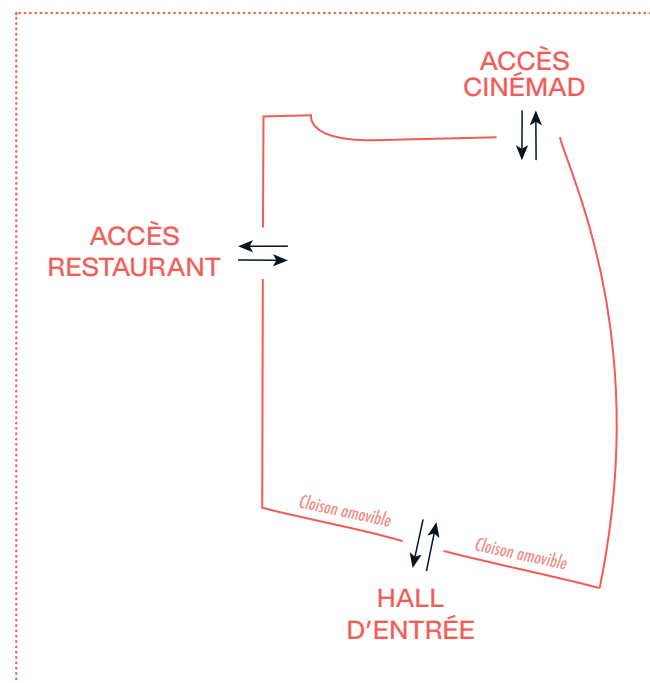 ACCÈS
CINÉMAD
ACCÈS
RESTAURANT
Cloison amovible
Cloison amovible
HALL
D'ENTRÉE